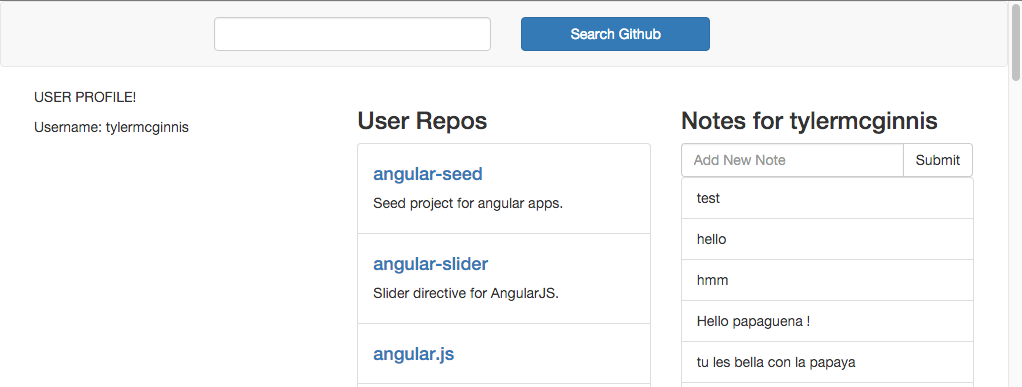 Search Github
USER PROFILE!
Username: tylermcginnis
User Repos
angular-seed
Seed project for angular apps.
angular-slider
Slider directive for AngularJS.
angular.js
Notes for tylermcginnis
Add New Note
Submit
test
hello
hmm
Hello papaguena !
tu les bella con la papaya